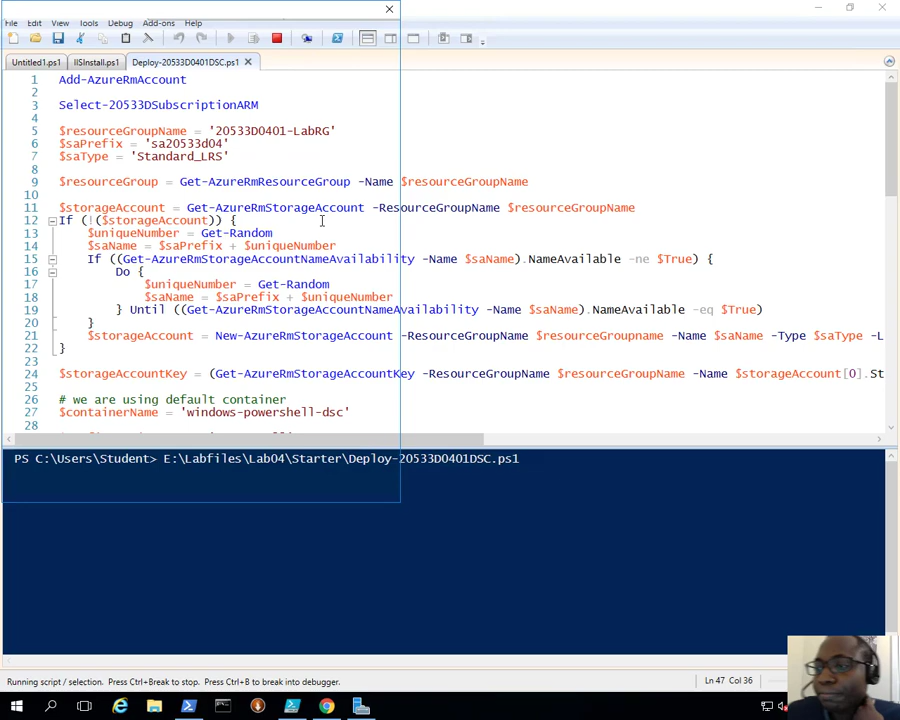 File Edit View Tools Debug Add-ons Help
Untitled1.ps1 IISInstall.ps1 Deploy-20533D0401DSC.ps1
1 Add-AzureRmAccount
2
3 Select-20533DSubscriptionARM
4
5 $resourceGroupName = '20533D0401-LabRG'
6 $saPrefix = 'sa20533d04'
7 $saType = 'Standard_LRS'
8
9 $resourceGroup = Get-AzureRmResourceGroup -Name $resourceGroupName
10
11 $storageAccount = Get-AzureRmStorageAccount -ResourceGroupName $resourceGroupName
12 If (!($storageAccount)) {
13 $uniqueNumber = Get-Random
14 $saName = $saPrefix + $uniqueNumber
15 If ((Get-AzureRmStorageAccountNameAvailability -Name $saName).NameAvailable -ne $True) {
16 Do {
17 $uniqueNumber = Get-Random
18 $saName = $saPrefix + $uniqueNumber
19 } Until ((Get-AzureRmStorageAccountNameAvailability -Name $saName).NameAvailable -eq $True)
20 }
21 $storageAccount = New-AzureRmStorageAccount -ResourceGroupName $resourceGroupname -Name $saName -Type $saType -L
22 }
23
24 $storageAccountKey = (Get-AzureRmStorageAccountKey -ResourceGroupName $resourceGroupName -Name $storageAccount[0].St
25
26 # we are using default container
27 $containerName = 'windows-powershell-dsc'
28
PS C:\Users\Student> E:\Labfiles\Lab04\Starter\Deploy-20533D0401DSC.ps1
Running script / selection. Press Ctrl+Break to stop. Press Ctrl+B to break into debugger.
Ln 47 Col 36